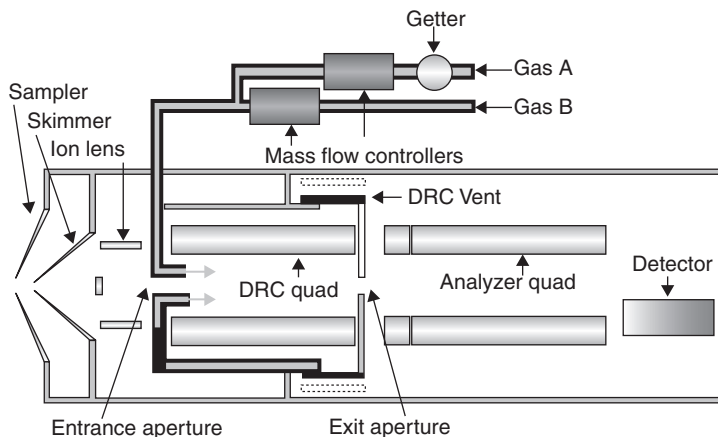 Getter
Gas A
Sampler
Skimmer
Gas B
Ion lens
Mass flow controllers
DRC Vent
DRC quad
Analyzer quad
Detector
Entrance aperture
Exit aperture